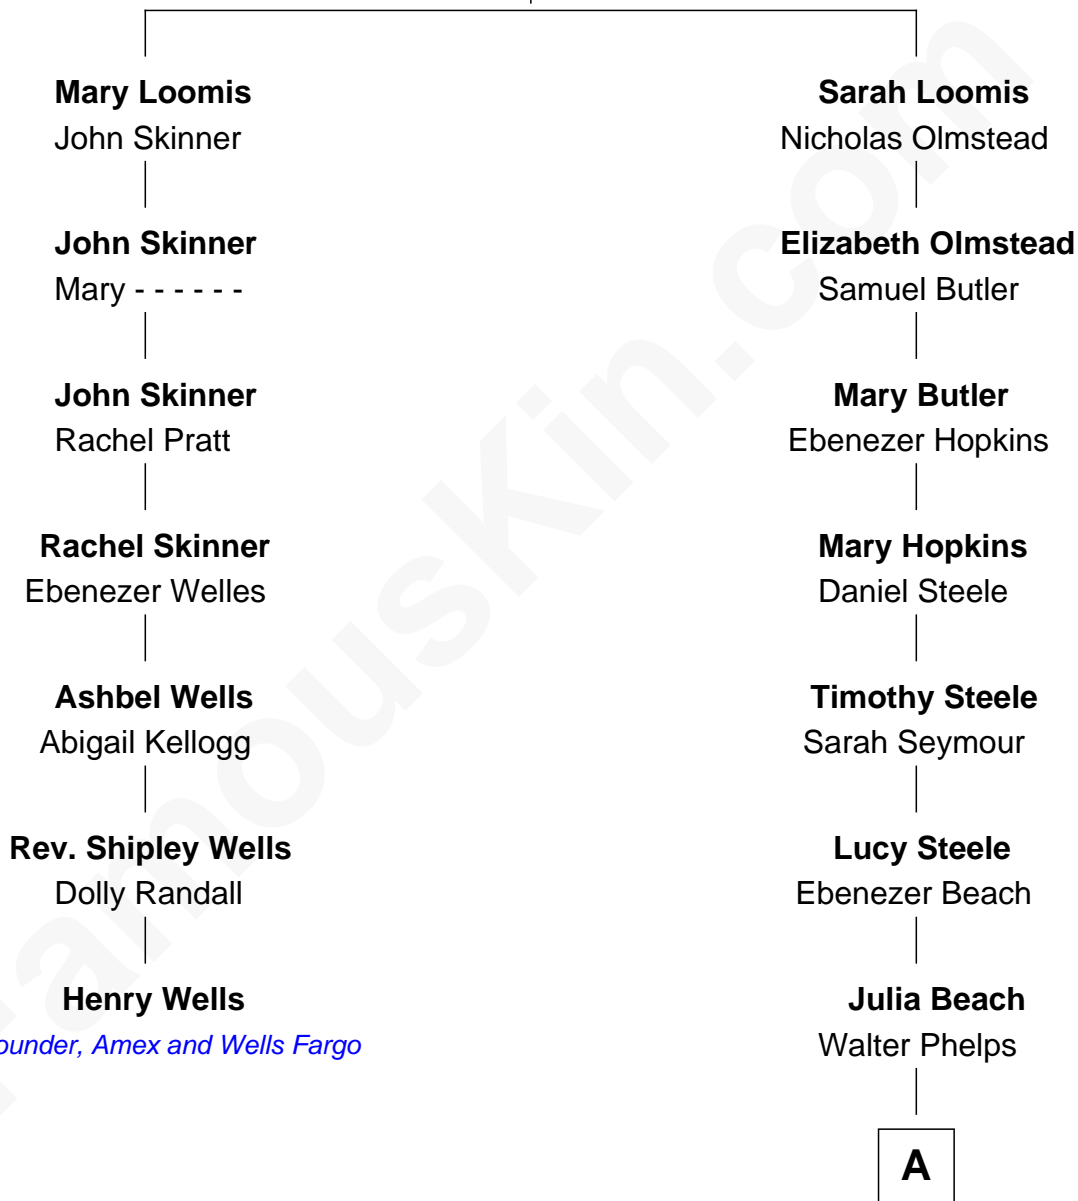 Mary Loomis
John Skinner
John Skinner
Mary - - - - - -
John Skinner
Rachel Pratt
Rachel Skinner
Ebenezer Welles
Ashbel Wells
Abigail Kellogg
Rev. Shipley Wells
Dolly Randall
Henry Wells
ounder, Amex and Wells Fargo
Sarah Loomis
Nicholas Olmstead
Elizabeth Olmstead
Samuel Butler
Mary Butler
Ebenezer Hopkins
Mary Hopkins
Daniel Steele
Timothy Steele
Sarah Seymour
Lucy Steele
Ebenezer Beach
Julia Beach
Walter Phelps
A
FamousKin.com